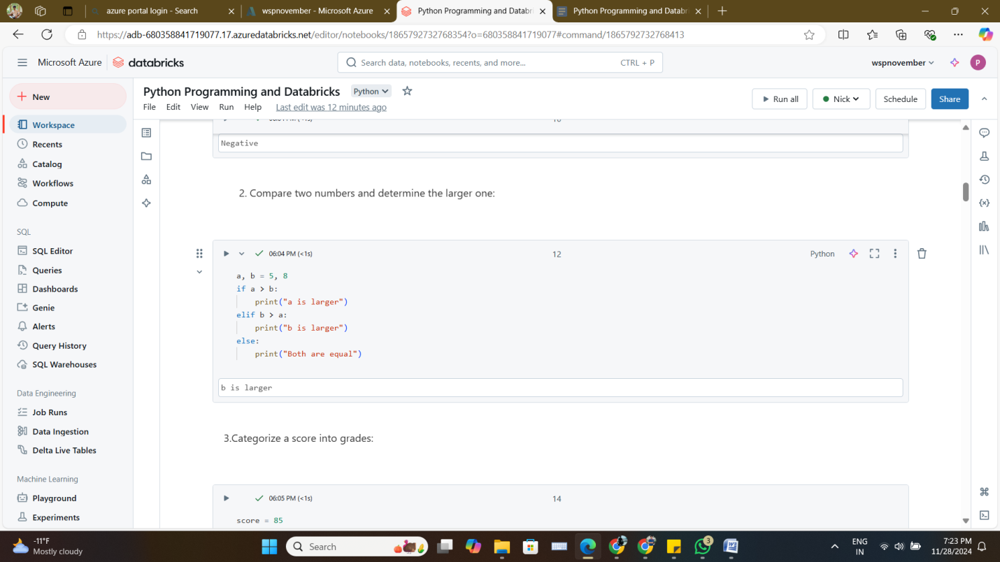 azure portal login - Search
wspnovember - Microsoft Azure
Python Programming and Databri
Python Programming and Databri
https://adb-680358841719077.17.azuredatabricks.net/editor/notebooks/1865792732768354?o=680358841719077#command/1865792732768413
Microsoft Azure
databricks
Search data, notebooks, recents, and more...
CTRL + P
wspnovember
P
New
Workspace
Recents
Catalog
Workflows
Compute
SQL
SQL Editor
Queries
Dashboards
Genie
Alerts
Query History
SQL Warehouses
Data Engineering
Job Runs
Data Ingestion
Delta Live Tables
Machine Learning
Playground
Experiments
Python Programming and Databricks
Python
File Edit View Run Help Last edit was 12 minutes ago
Run all
Nick
Schedule
Share
Negative
2. Compare two numbers and determine the larger one:
06:04 PM (<1s)
12
Python
a, b = 5, 8
if a > b:
print("a is larger")
elif b > a:
print("b is larger")
else:
print("Both are equal")
b is larger
3.Categorize a score into grades:
06:05 PM (<1s)
14
score = 85
-11°F
Mostly cloudy
Search
3
ENG
IN
7:23 PM
11/28/2024